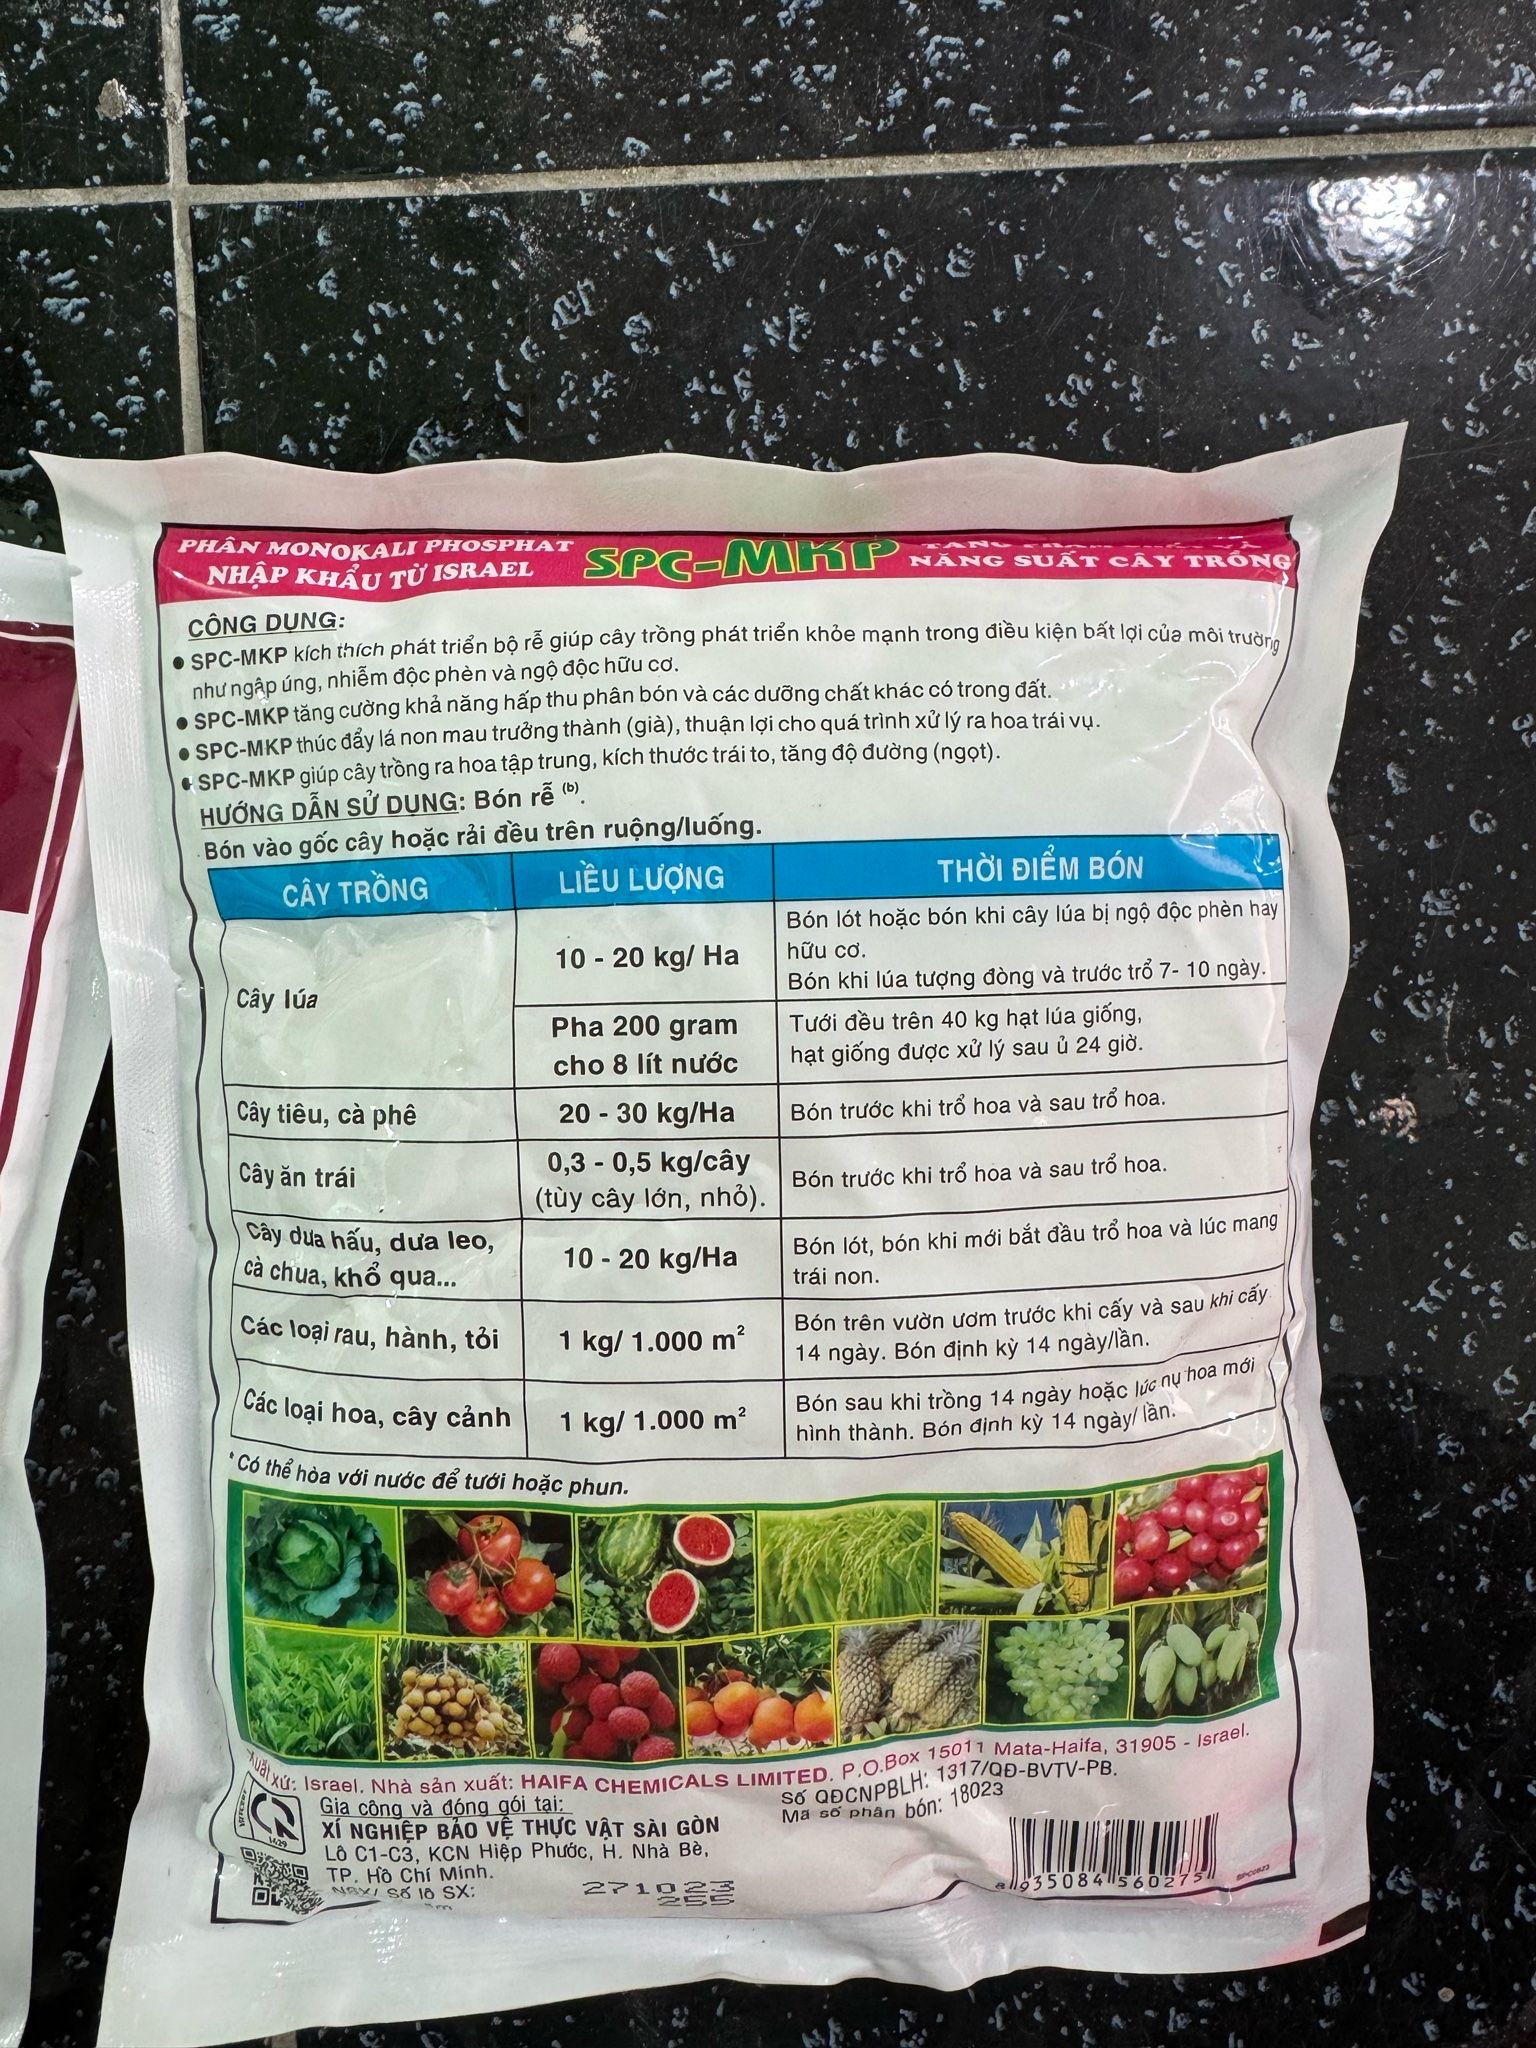 PHÂN MONOKALI PHOSPHAT
NHẬP KHẨU TỪ ISRAEL
SPC-MKP
NĂNG SUẤT CÂY TRỒNG
CÔNG DỤNG:
• SPC-MKP kích thích phát triển bộ rễ giúp cây trồng phát triển khỏe mạnh trong điều kiện bất lợi của môi trường
như ngập úng, nhiễm độc phèn và ngộ độc hữu cơ.
• SPC-MKP tăng cường khả năng hấp thu phân bón và các dưỡng chất khác có trong đất.
• SPC-MKP thúc đẩy lá non mau trưởng thành (già), thuận lợi cho quá trình xử lý ra hoa trái vụ.
• SPC-MKP giúp cây trồng ra hoa tập trung, kích thước trái to, tăng độ đường (ngọt).
HƯỚNG DẪN SỬ DỤNG: Bón rễ (b).
Bón vào gốc cây hoặc rải đều trên ruộng/luống.
CÂY TRỒNG LIỀU LƯỢNG THỜI ĐIỂM BÓN
Cây lúa
10 - 20 kg/ Ha
Bón lót hoặc bón khi cây lúa bị ngộ độc phèn hay
hữu cơ.
Bón khi lúa tượng đòng và trước trổ 7- 10 ngày.
Pha 200 gram
cho 8 lít nước
Tưới đều trên 40 kg hạt lúa giống,
hạt giống được xử lý sau ủ 24 giờ.
Cây tiêu, cà phê
20 - 30 kg/Ha
Bón trước khi trổ hoa và sau trổ hoa.
Cây ăn trái
0,3 - 0,5 kg/cây
(tùy cây lớn, nhỏ).
Bón trước khi trổ hoa và sau trổ hoa.
Cây dưa hấu, dưa leo,
cà chua, khổ qua...
10 - 20 kg/Ha
Bón lót, bón khi mới bắt đầu trổ hoa và lúc mang
trái non.
Các loại rau, hành, tỏi
1 kg/ 1.000 m²
Bón trên vườn ươm trước khi cấy và sau khi cấy
14 ngày. Bón định kỳ 14 ngày/lần.
Các loại hoa, cây cảnh
1 kg/ 1.000 m²
Bón sau khi trồng 14 ngày hoặc lúc nụ hoa mới
hình thành. Bón định kỳ 14 ngày/ lần.
* Có thể hòa với nước để tưới hoặc phun.
Xuất xứ: Israel. Nhà sản xuất: HAIFA CHEMICALS LIMITED. P.O.Box 15011 Mata-Haifa, 31905 - Israel.
Gia công và đóng gói tại:
XÍ NGHIỆP BẢO VỆ THỰC VẬT SÀI GÒN
Lô C1-C3, KCN Hiệp Phước, H. Nhà Bè,
TP. Hồ Chí Minh.
NSX/ Số lô SX:
271023
255
Số QĐCNPBLH: 1317/QĐ-BVTV-PB.
Mã số phân bón: 18023
8 935084 560275